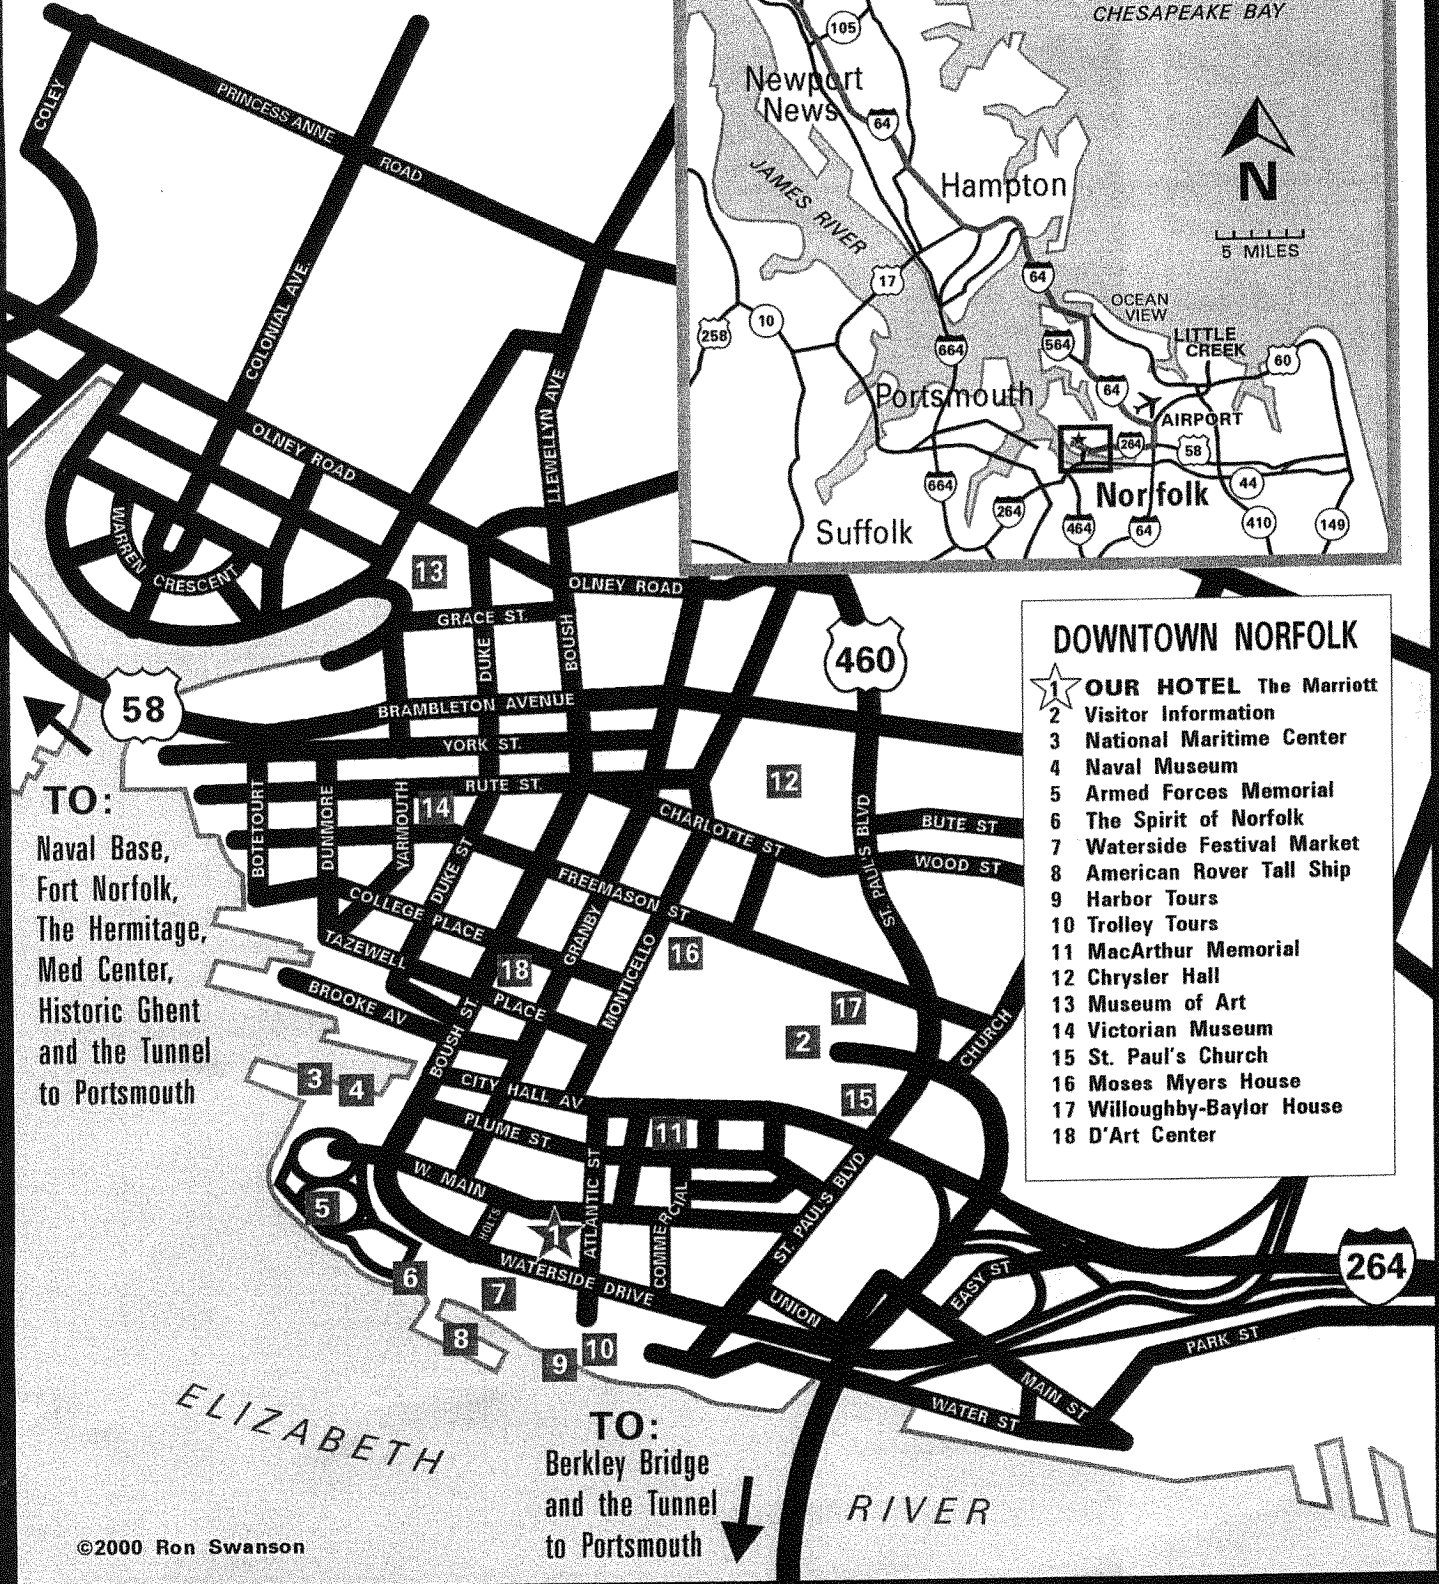 CHESAPEAKE BAY
105
Newport
News
64
JAMES RIVER
Hampton
N
5 MILES
17
64
OCEAN
VIEW
LITTLE
CREEK
258
10
664
564
60
Portsmouth
64
AIRPORT
264
58
664
Norfolk
44
Suffolk
264
464
64
410
149
COLEY
PRINCESS ANNE ROAD
COLONIAL AVE
LLEWELLYN AVE
OLNEY ROAD
WARREN CRESCENT
13
OLNEY ROAD
GRACE ST.
DUKE
BOUSH
460
58
BRAMBLETON AVENUE
YORK ST.
RUTE ST.
12
BOTETOURT
DUNMORE
YARMOUTH
14
CHARLOTTE ST
ST PAUL'S BLVD
BUTE ST
WOOD ST
DUKE ST
FREEMASON ST
COLLEGE PLACE
ST PAUL'S BLVD
GRANBY
MONTICELLO
16
TAZEWELL PLACE
18
BROOKE AV
BOUSH ST
17
2
CHURCH
3
4
CITY HALL AV
15
PLUME ST.
11
W. MAIN
ATLANTIC ST
COMMERCIAL
ST. PAUL'S BLVD
5
HOLTS
1
WATERSIDE DRIVE
6
7
UNION
EASY ST
264
8
9
10
PARK ST
MAIN ST
WATER ST
TO:
Naval Base,
Fort Norfolk,
The Hermitage,
Med Center,
Historic Ghent
and the Tunnel
to Portsmouth
DOWNTOWN NORFOLK
1 OUR HOTEL The Marriott
2 Visitor Information
3 National Maritime Center
4 Naval Museum
5 Armed Forces Memorial
6 The Spirit of Norfolk
7 Waterside Festival Market
8 American Rover Tall Ship
9 Harbor Tours
10 Trolley Tours
11 MacArthur Memorial
12 Chrysler Hall
13 Museum of Art
14 Victorian Museum
15 St. Paul's Church
16 Moses Myers House
17 Willoughby-Baylor House
18 D'Art Center
ELIZABETH RIVER
TO:
Berkley Bridge
and the Tunnel
to Portsmouth
©2000 Ron Swanson